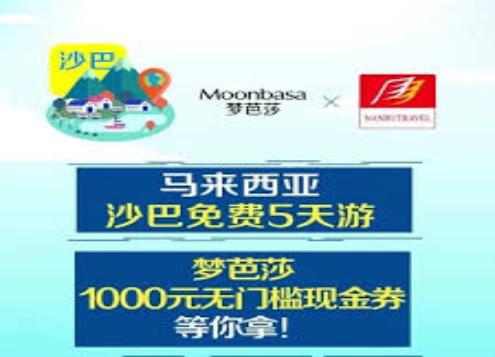 沙巴
Moonbasa
梦芭莎
×
NANHUTRAVEL
马来西亚
沙巴免费5天游
梦芭莎
1000元无门槛现金券
等你拿!